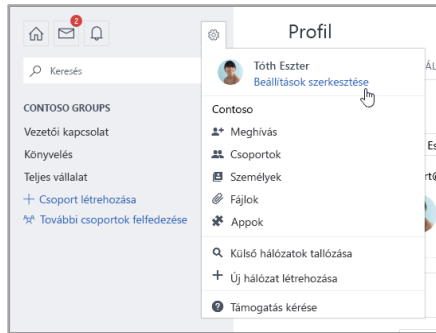 2
Profil
Keresés
CONTOSO GROUPS
Vezetői kapcsolat
Könyvelés
Teljes vállalat
Csoport létrehozása
További csoportok felfedezése
Tóth Eszter
Beállítások szerkesztése
Contoso
Meghívás
Csoportok
Személyek
Fájlok
Appok
Külső hálózatok tallózása
Új hálózat létrehozása
Támogatás kérése